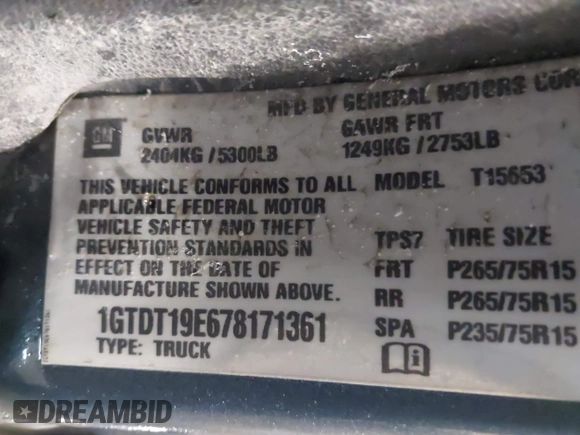 MFD BY GENERAL MOTORS COR
GM GVWR GAWR FRT
2404KG / 5300LB 1249KG / 2753LB
THIS VEHICLE CONFORMS TO ALL MODEL T15653
APPLICABLE FEDERAL MOTOR
VEHICLE SAFETY AND THEFT
PREVENTION STANDARDS IN TPS7 TIRE SIZE
EFFECT ON THE DATE OF FRT P265/75R15
MANUFACTURE SHOWN ABOVE. RR P265/75R15
1GTDT19E678171361 SPA P235/75R15
TYPE: TRUCK
DREAMBID